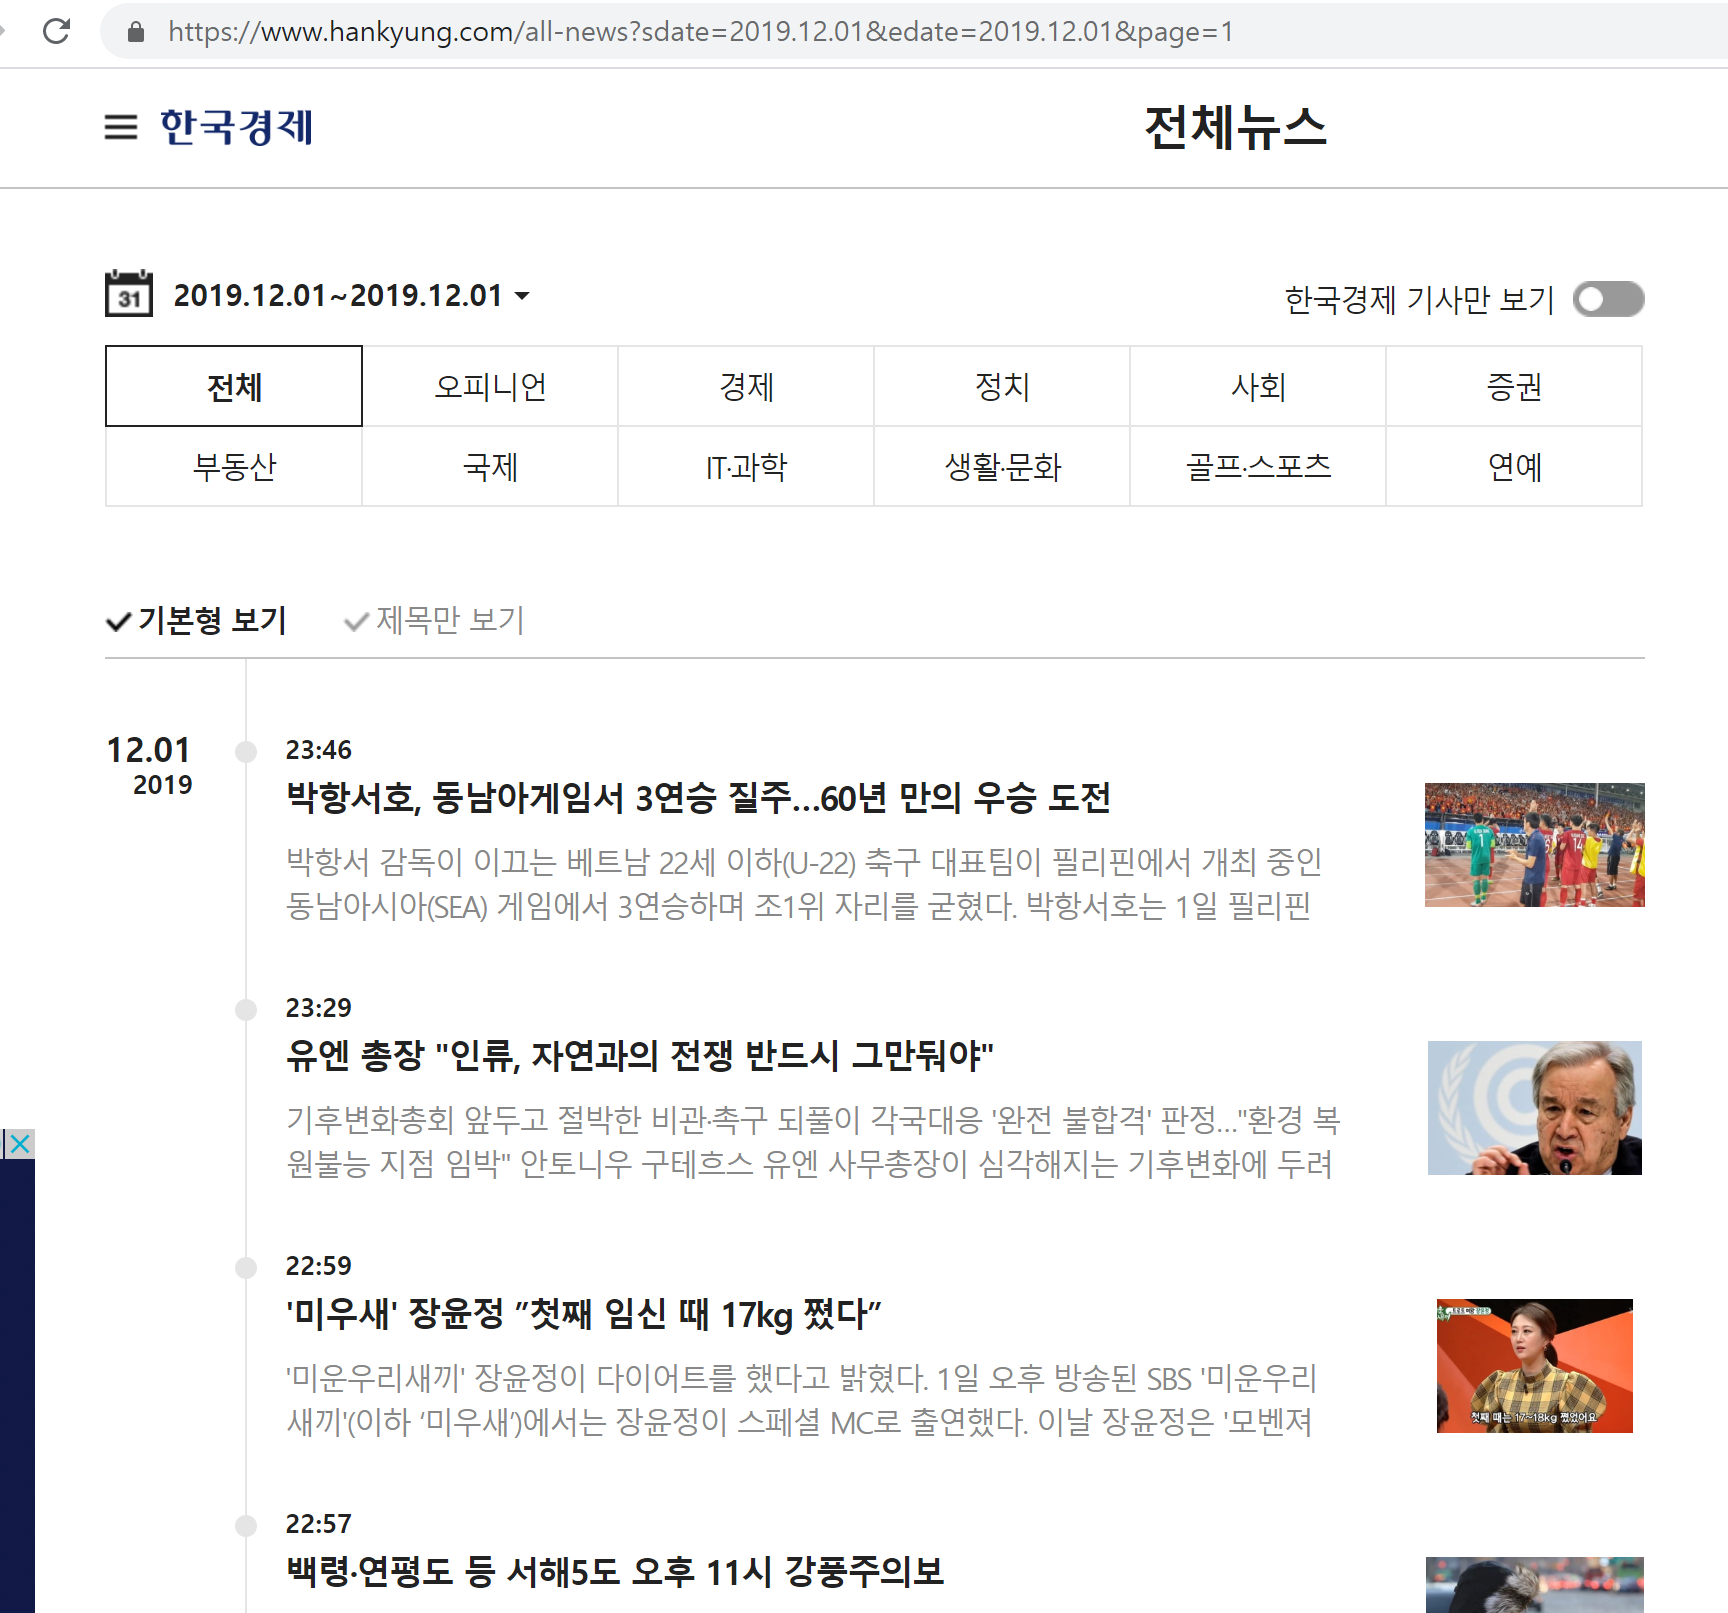 https://www.hankyung.com/all-news?sdate=2019.12.01&edate=2019.12.01&page=1
한국경제
전체뉴스
31
2019.12.01~2019.12.01
한국경제 기사만 보기
전체
오피니언
경제
정치
사회
증권
부동산
국제
IT·과학
생활·문화
골프·스포츠
연예
기본형 보기
제목만 보기
12.01
2019
23:46
박항서호, 동남아게임서 3연승 질주...60년 만의 우승 도전
박항서 감독이 이끄는 베트남 22세 이하(U-22) 축구 대표팀이 필리핀에서 개최 중인
동남아시아(SEA) 게임에서 3연승하며 조1위 자리를 굳혔다. 박항서호는 1일 필리핀
23:29
유엔 총장 "인류, 자연과의 전쟁 반드시 그만둬야"
기후변화총회 앞두고 절박한 비관·촉구 되풀이 각국대응 '완전 불합격' 판정..."환경 복
원불능 지점 임박" 안토니우 구테흐스 유엔 사무총장이 심각해지는 기후변화에 두려
22:59
'미우새' 장윤정 ”첫째 임신 때 17kg 쪘다”
'미운우리새끼' 장윤정이 다이어트를 했다고 밝혔다. 1일 오후 방송된 SBS '미운우리
새끼'(이하 ‘미우새’)에서는 장윤정이 스페셜 MC로 출연했다. 이날 장윤정은 '모벤져
첫째 때는 17~18kg 쪘었어요
22:57
백령·연평도 등 서해5도 오후 11시 강풍주의보